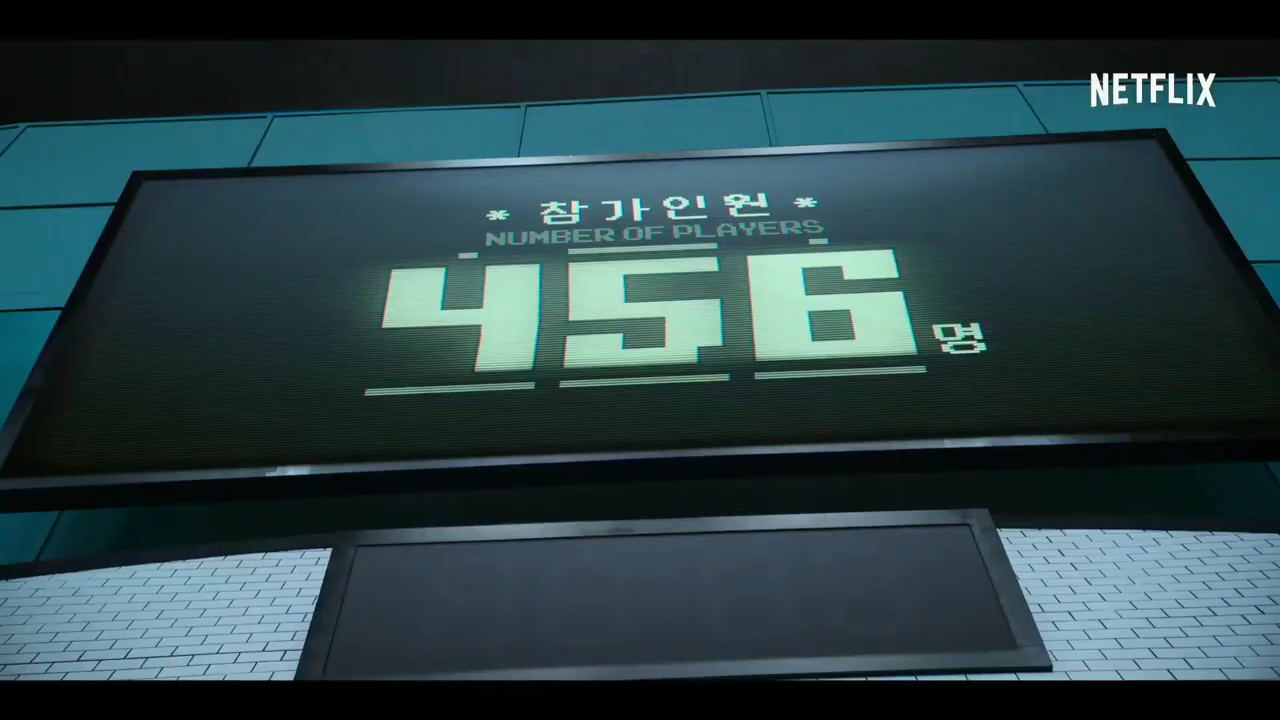 NETFLIX
* 참가인원 *
NUMBER OF PLAYERS
456명